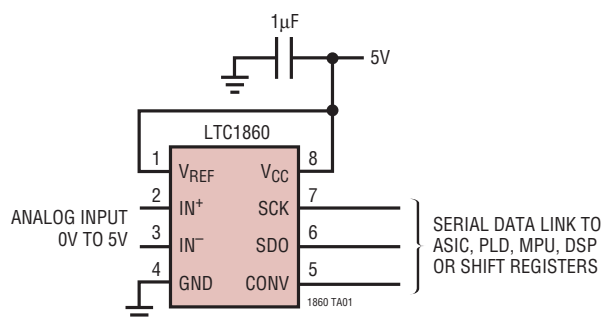 1µF
5V
LTC1860
1 VREF VCC 8
2 IN+ SCK 7
3 IN– SDO 6
4 GND CONV 5
ANALOG INPUT
0V TO 5V
SERIAL DATA LINK TO
ASIC, PLD, MPU, DSP
OR SHIFT REGISTERS
1860 TA01